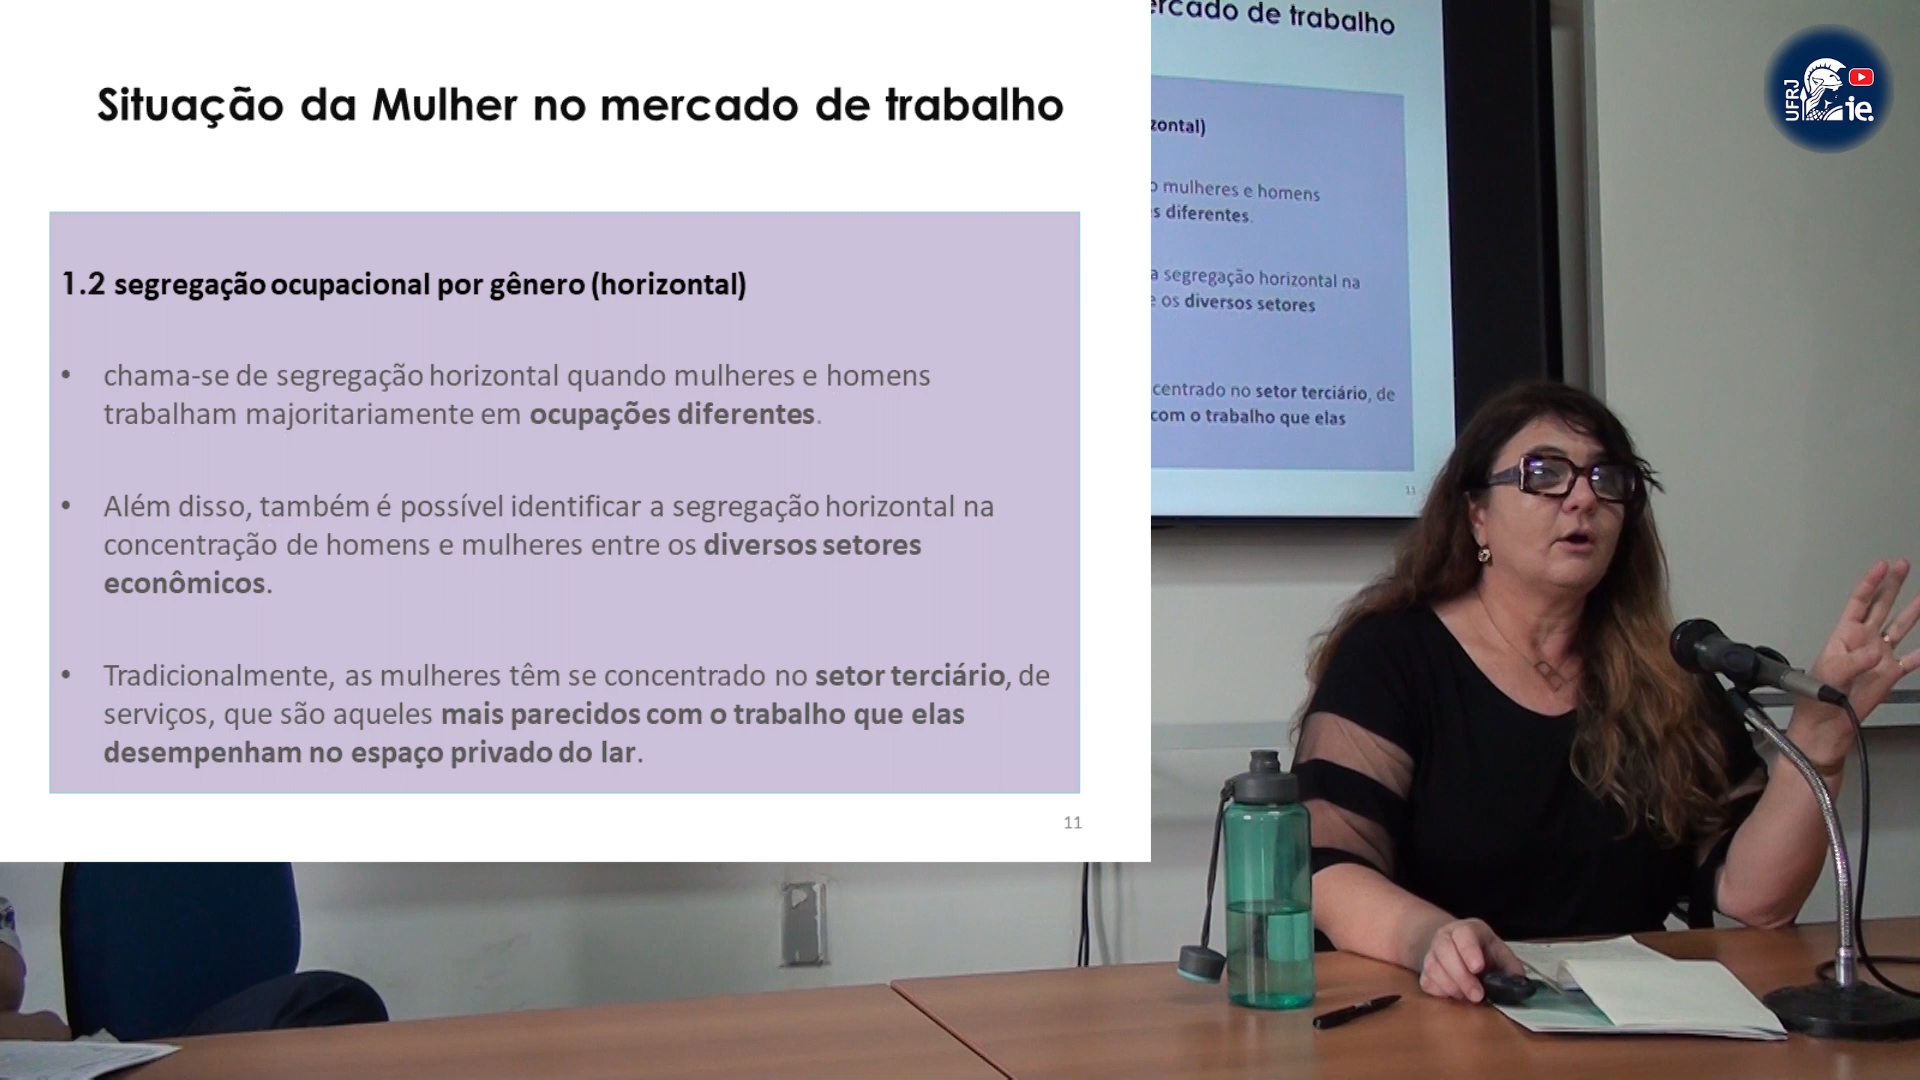 Situação da Mulher no mercado de trabalho
1.2 segregação ocupacional por gênero (horizontal)
• chama-se de segregação horizontal quando mulheres e homens
trabalham majoritariamente em ocupações diferentes.
• Além disso, também é possível identificar a segregação horizontal na
concentração de homens e mulheres entre os diversos setores
econômicos.
• Tradicionalmente, as mulheres têm se concentrado no setor terciário, de
serviços, que são aqueles mais parecidos com o trabalho que elas
desempenham no espaço privado do lar.
11
de trabalho
mulheres e homens
diferentes.
a segregação horizontal na
os diversos setores
no setor terciário, de
com o trabalho que elas
11
UFRJ
ie.